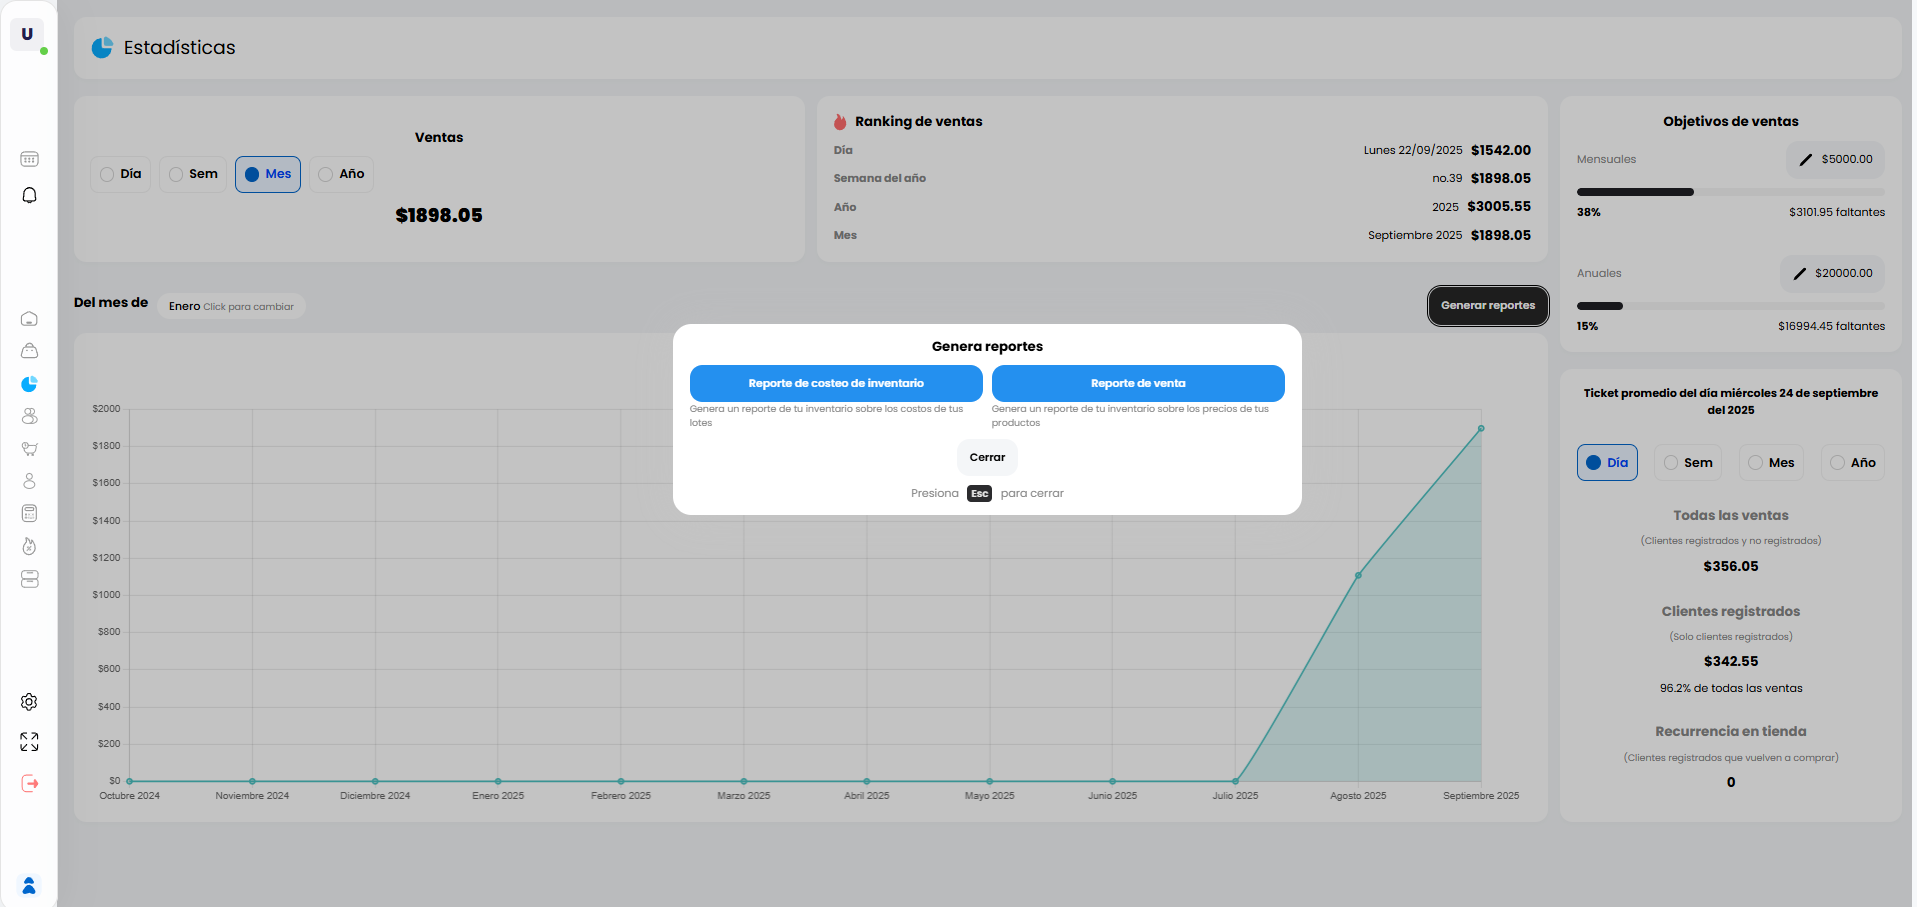 U
Estadísticas
Ventas
Día
Sem
Mes
Año
$1898.05
Ranking de ventas
Día Lunes 22/09/2025 $1542.00
Semana del año no.39 $1898.05
Año 2025 $3005.55
Mes Septiembre 2025 $1898.05
Objetivos de ventas
Mensuales $5000.00
38% $3101.95 faltantes
Anuales $20000.00
15% $16994.45 faltantes
Del mes de Enero Click para cambiar
Generar reportes
Genera reportes
Reporte de costeo de inventario
Genera un reporte de tu inventario sobre los costos de tus
lotes
Reporte de venta
Genera un reporte de tu inventario sobre los precios de tus
productos
Cerrar
Presiona Esc para cerrar
$2000
$1800
$1600
$1400
$1200
$1000
$800
$600
$400
$200
$0
Octubre 2024 Noviembre 2024 Diciembre 2024 Enero 2025 Febrero 2025 Marzo 2025 Abril 2025 Mayo 2025 Junio 2025 Julio 2025 Agosto 2025 Septiembre 2025
Ticket promedio del día miércoles 24 de septiembre
del 2025
Día
Sem
Mes
Año
Todas las ventas
(Clientes registrados y no registrados)
$356.05
Clientes registrados
(Solo clientes registrados)
$342.55
96.2% de todas las ventas
Recurrencia en tienda
(Clientes registrados que vuelven a comprar)
0